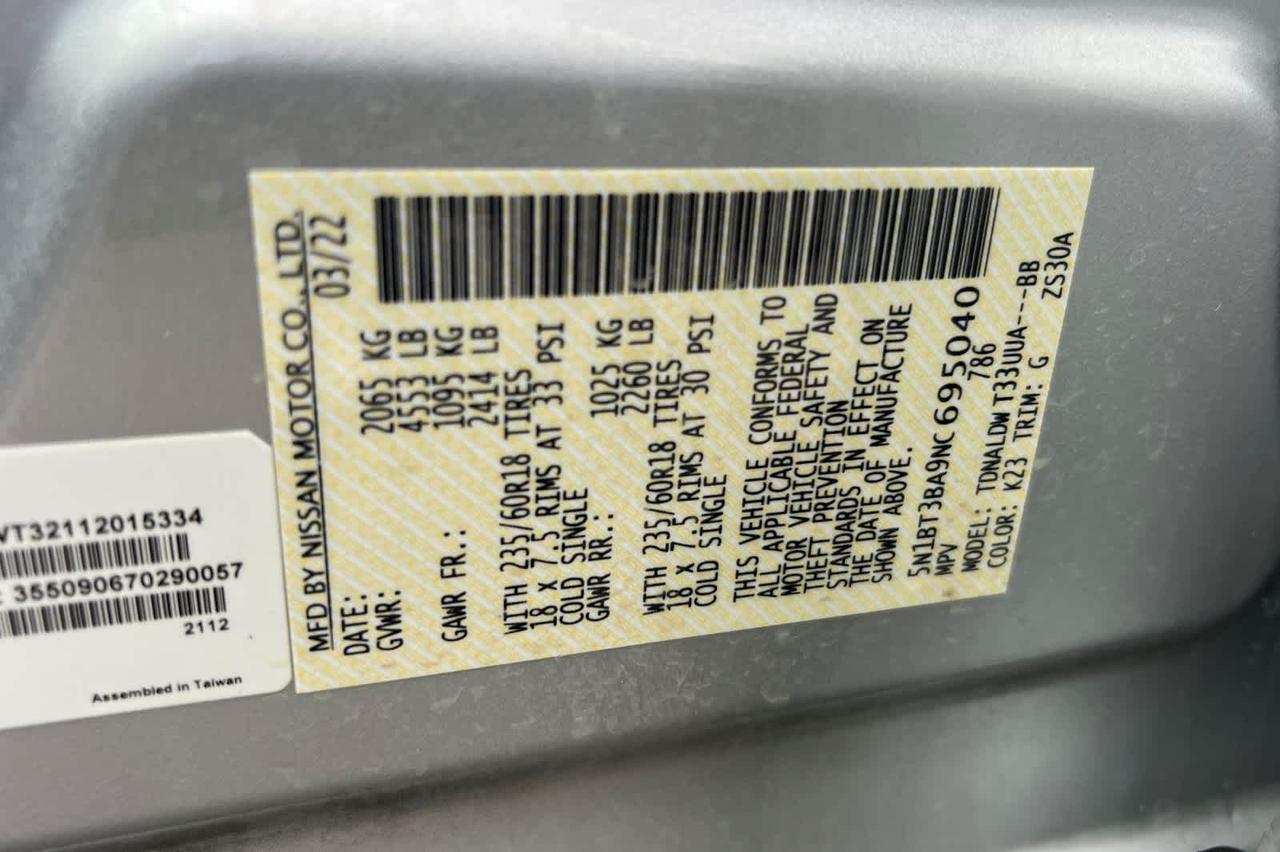 VT32112015334
355090670290057
2112
Assembled in Taiwan
MFD BY NISSAN MOTOR CO., LTD.
DATE: 03/22
GVWR: 2065 KG
4553 LB
GAWR FR.: 1095 KG
2414 LB
WITH 235/60R18 TIRES
18 x 7.5 RIMS AT 33 PSI
COLD SINGLE
GAWR RR.: 1025 KG
2260 LB
WITH 235/60R18 TIRES
18 x 7.5 RIMS AT 30 PSI
COLD SINGLE
THIS VEHICLE CONFORMS TO
ALL APPLICABLE FEDERAL
MOTOR VEHICLE SAFETY AND
THEFT PREVENTION
STANDARDS IN EFFECT ON
THE DATE OF MANUFACTURE
SHOWN ABOVE.
5N1BT3BA9NC695040
MPV 786
MODEL: TDNALDW T33UUA---BB
COLOR: K23 TRIM: G ZS30A